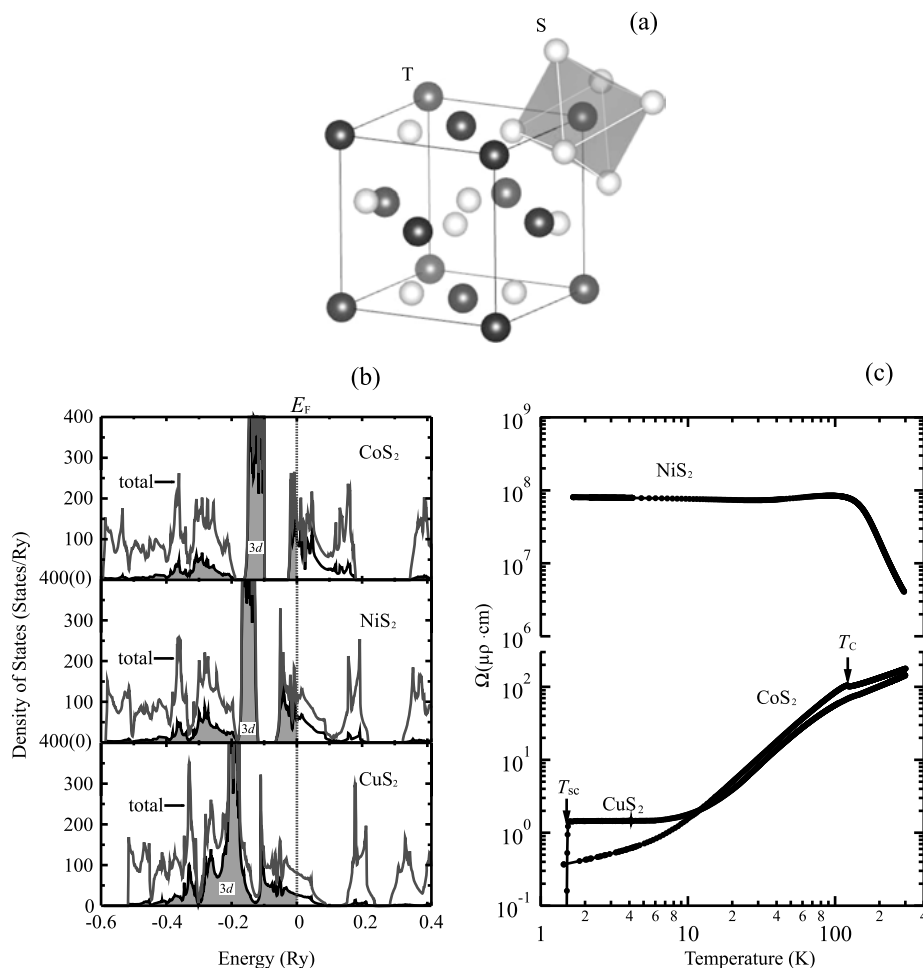 (a)
S
T
(b)
(c)
E_F
400
300
200
100
400(0)
300
200
100
400(0)
300
200
100
0
CoS₂
NiS₂
CuS₂
total
total
total
3d
3d
3d
Density of States (States/Ry)
-0.6
-0.4
-0.2
0
0.2
0.4
Energy (Ry)
10⁹
10⁸
10⁷
10⁶
10²
10¹
10⁰
10⁻¹
Ω(μρ ·cm)
NiS₂
T_C
CoS₂
T_sc
CuS₂
1 2 4 6 8 10 2 4 6 8 100 2 4
Temperature (K)